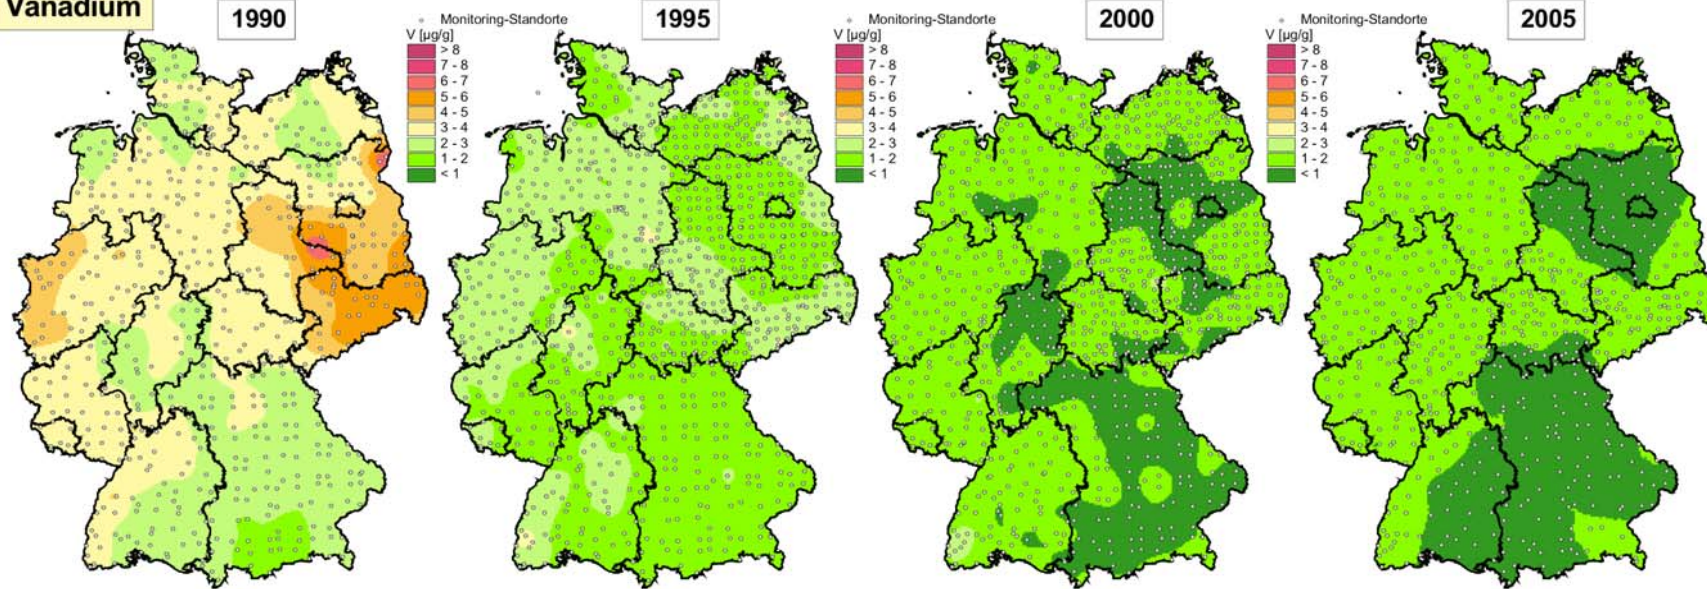 Vanadium
1990
Monitoring-Standorte
V [µg/g]
> 8
7 - 8
6 - 7
5 - 6
4 - 5
3 - 4
2 - 3
1 - 2
< 1
1995
Monitoring-Standorte
V [µg/g]
> 8
7 - 8
6 - 7
5 - 6
4 - 5
3 - 4
2 - 3
1 - 2
< 1
2000
Monitoring-Standorte
V [µg/g]
> 8
7 - 8
6 - 7
5 - 6
4 - 5
3 - 4
2 - 3
1 - 2
< 1
2005